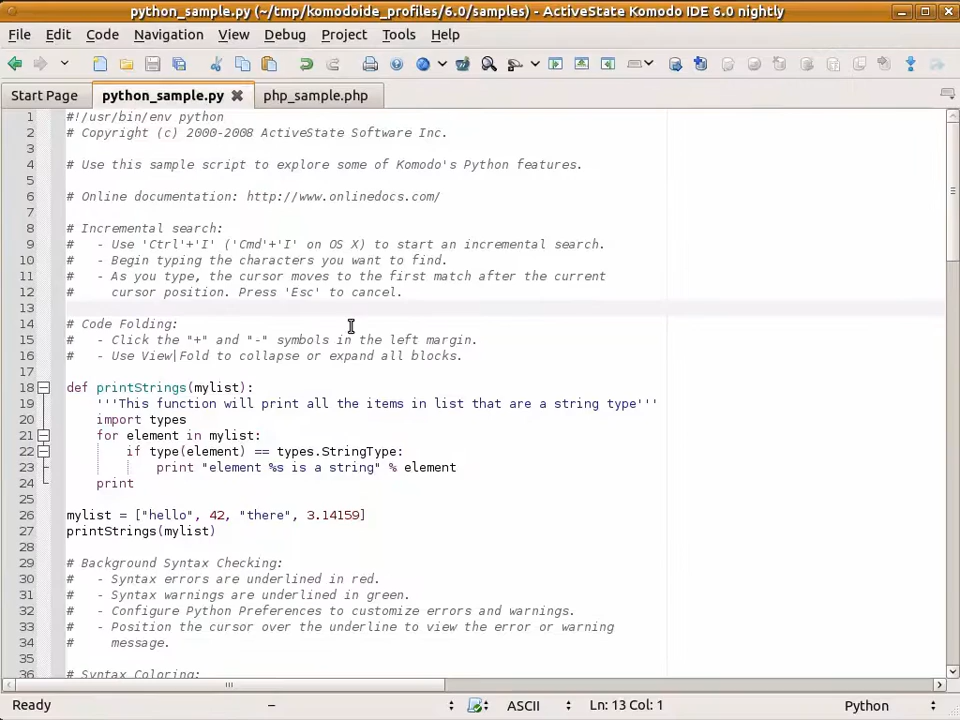 python_sample.py (~/tmp/komodoide_profiles/6.0/samples) - ActiveState Komodo IDE 6.0 nightly
File Edit Code Navigation View Debug Project Tools Help
Start Page python_sample.py php_sample.php
1 #!/usr/bin/env python
2 # Copyright (c) 2000-2008 ActiveState Software Inc.
3
4 # Use this sample script to explore some of Komodo's Python features.
5
6 # Online documentation: http://www.onlinedocs.com/
7
8 # Incremental search:
9 #   - Use 'Ctrl'+'I' ('Cmd'+'I' on OS X) to start an incremental search.
10 #   - Begin typing the characters you want to find.
11 #   - As you type, the cursor moves to the first match after the current
12 #     cursor position. Press 'Esc' to cancel.
13
14 # Code Folding:
15 #   - Click the "+" and "-" symbols in the left margin.
16 #   - Use View|Fold to collapse or expand all blocks.
17
18 def printStrings(mylist):
19     '''This function will print all the items in list that are a string type'''
20     import types
21     for element in mylist:
22         if type(element) == types.StringType:
23             print "element %s is a string" % element
24     print
25
26 mylist = ["hello", 42, "there", 3.14159]
27 printStrings(mylist)
28
29 # Background Syntax Checking:
30 #   - Syntax errors are underlined in red.
31 #   - Syntax warnings are underlined in green.
32 #   - Configure Python Preferences to customize errors and warnings.
33 #   - Position the cursor over the underline to view the error or warning
34 #     message.
35
36 # Syntax Coloring:
Ready – ASCII Ln: 13 Col: 1 Python